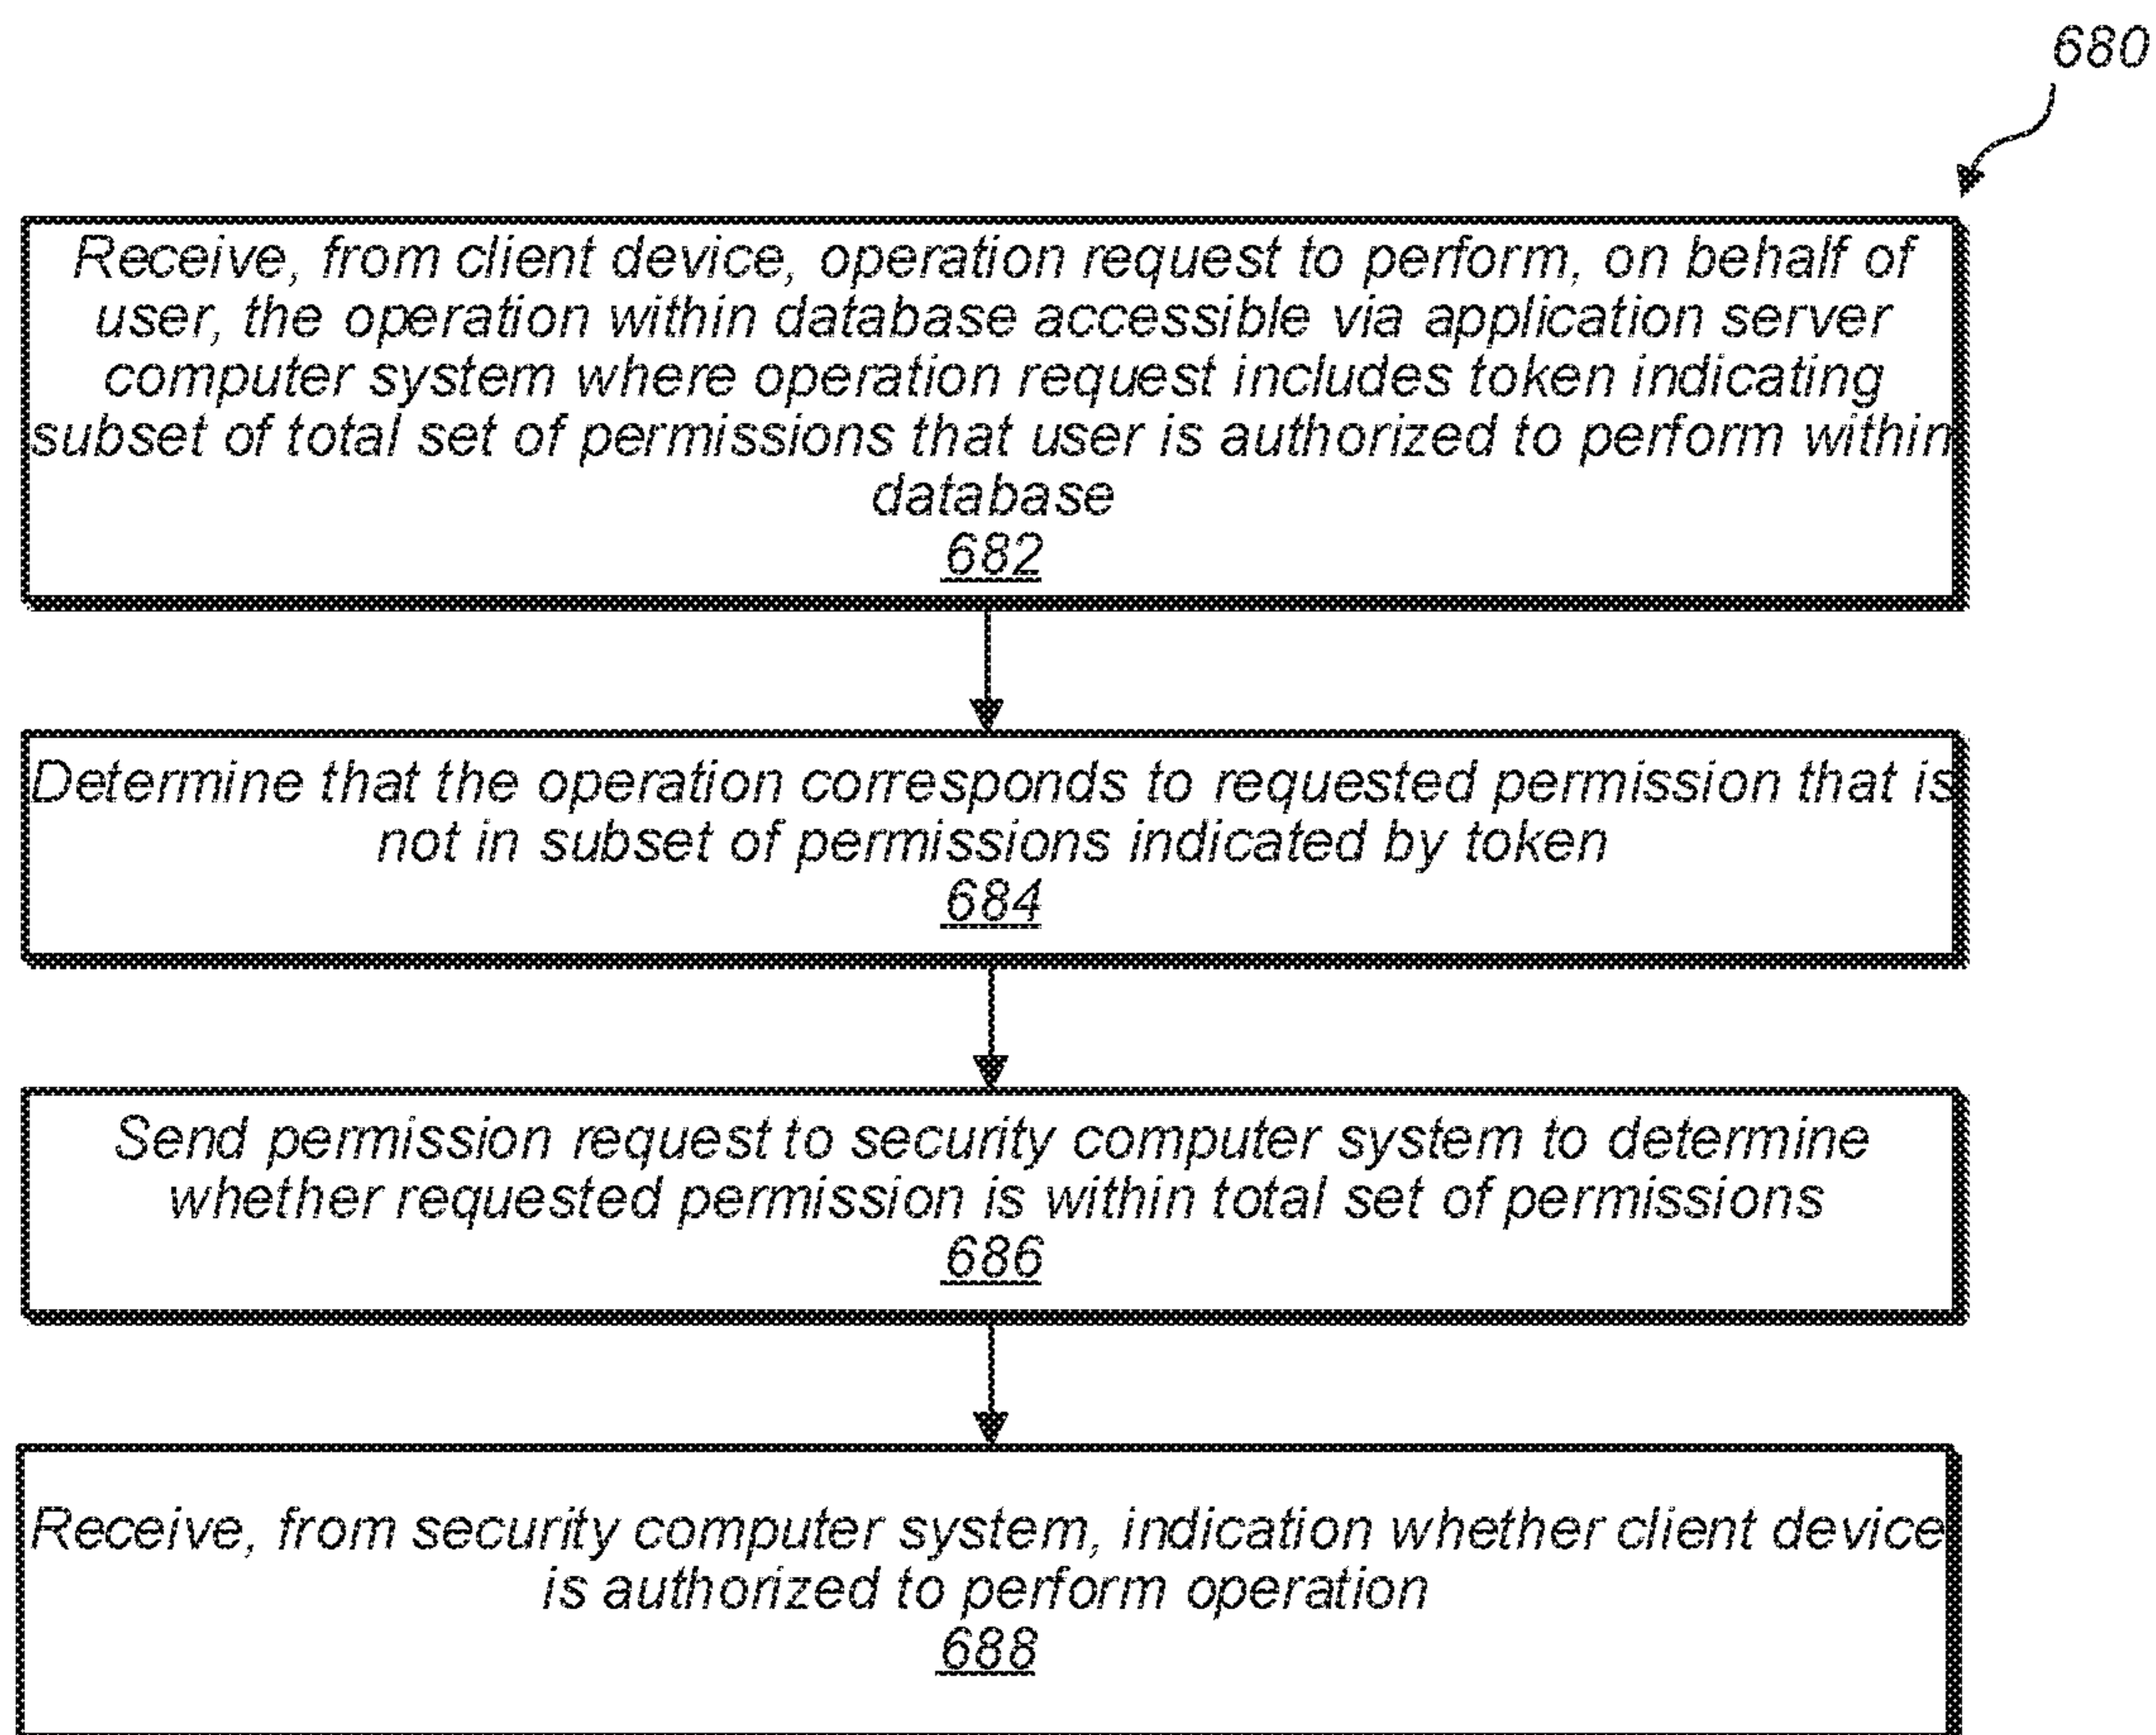 680
Receive, from client device, operation request to perform, on behalf of
user, the operation within database accessible via application server
computer system where operation request includes token indicating
subset of total set of permissions that user is authorized to perform within
database
682
Determine that the operation corresponds to requested permission that is
not in subset of permissions indicated by token
684
Send permission request to security computer system to determine
whether requested permission is within total set of permissions
686
Receive, from security computer system, indication whether client device
is authorized to perform operation
688